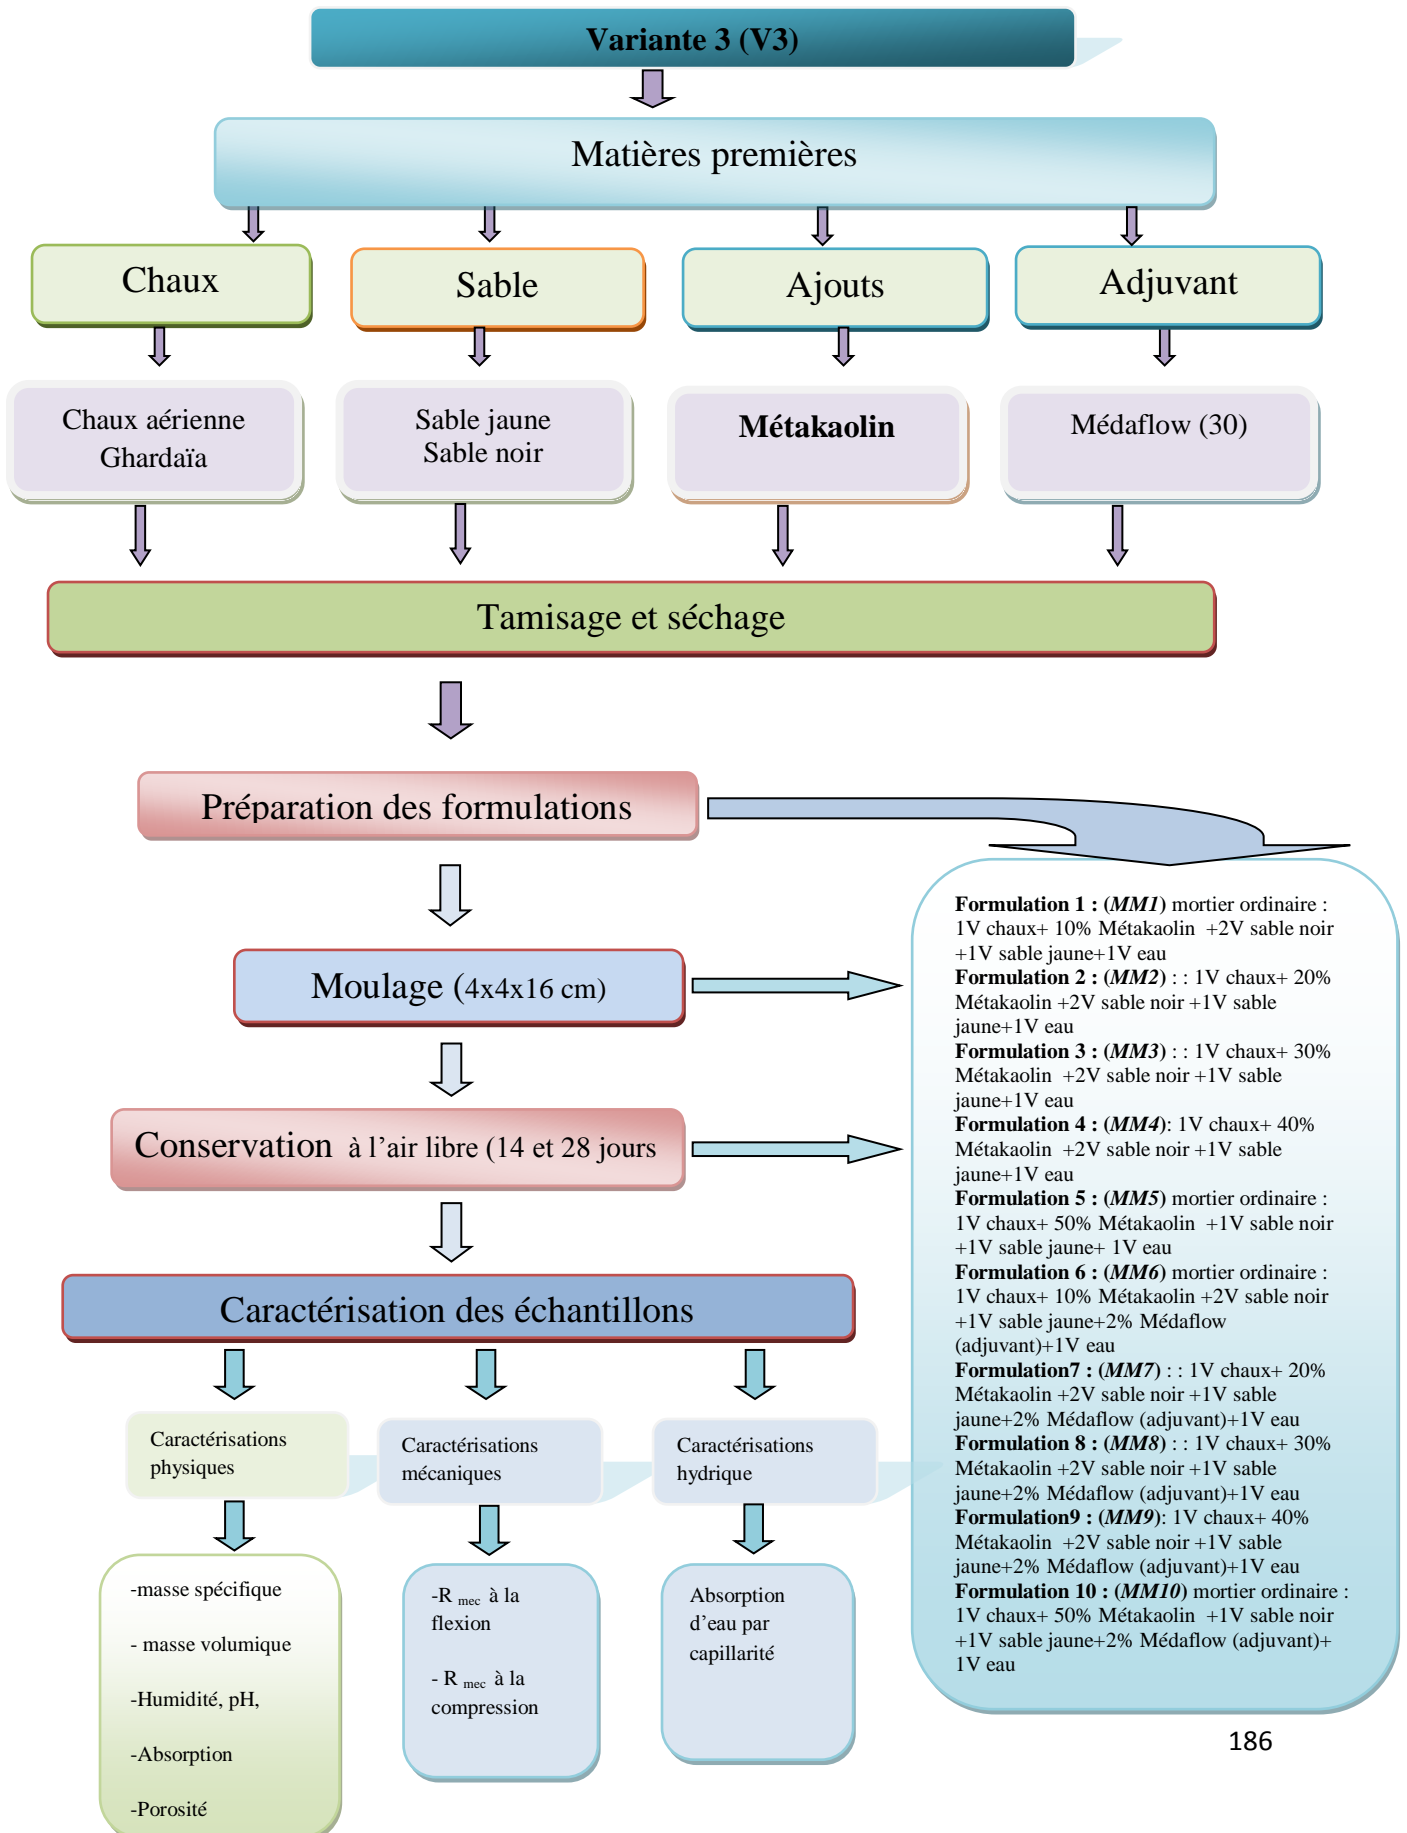 Variante 3 (V3)
Matières premières
Chaux
Sable
Ajouts
Adjuvant
Chaux aérienne
Ghardaïa
Sable jaune
Sable noir
Métakaolin
Médaflow (30)
Tamisage et séchage
Préparation des formulations
Moulage (4x4x16 cm)
Conservation à l’air libre (14 et 28 jours
Caractérisation des échantillons
Caractérisations
physiques
Caractérisations
mécaniques
Caractérisations
hydrique
-masse spécifique
- masse volumique
-Humidité, pH,
-Absorption
-Porosité
-R mec à la
flexion
- R mec à la
compression
Absorption
d’eau par
capillarité
Formulation 1 : (MM1) mortier ordinaire :
1V chaux+ 10% Métakaolin +2V sable noir
+1V sable jaune+1V eau
Formulation 2 : (MM2) : : 1V chaux+ 20%
Métakaolin +2V sable noir +1V sable
jaune+1V eau
Formulation 3 : (MM3) : : 1V chaux+ 30%
Métakaolin +2V sable noir +1V sable
jaune+1V eau
Formulation 4 : (MM4): 1V chaux+ 40%
Métakaolin +2V sable noir +1V sable
jaune+1V eau
Formulation 5 : (MM5) mortier ordinaire :
1V chaux+ 50% Métakaolin +1V sable noir
+1V sable jaune+ 1V eau
Formulation 6 : (MM6) mortier ordinaire :
1V chaux+ 10% Métakaolin +2V sable noir
+1V sable jaune+2% Médaflow
(adjuvant)+1V eau
Formulation7 : (MM7) : : 1V chaux+ 20%
Métakaolin +2V sable noir +1V sable
jaune+2% Médaflow (adjuvant)+1V eau
Formulation 8 : (MM8) : : 1V chaux+ 30%
Métakaolin +2V sable noir +1V sable
jaune+2% Médaflow (adjuvant)+1V eau
Formulation9 : (MM9): 1V chaux+ 40%
Métakaolin +2V sable noir +1V sable
jaune+2% Médaflow (adjuvant)+1V eau
Formulation 10 : (MM10) mortier ordinaire :
1V chaux+ 50% Métakaolin +1V sable noir
+1V sable jaune+2% Médaflow (adjuvant)+
1V eau
186